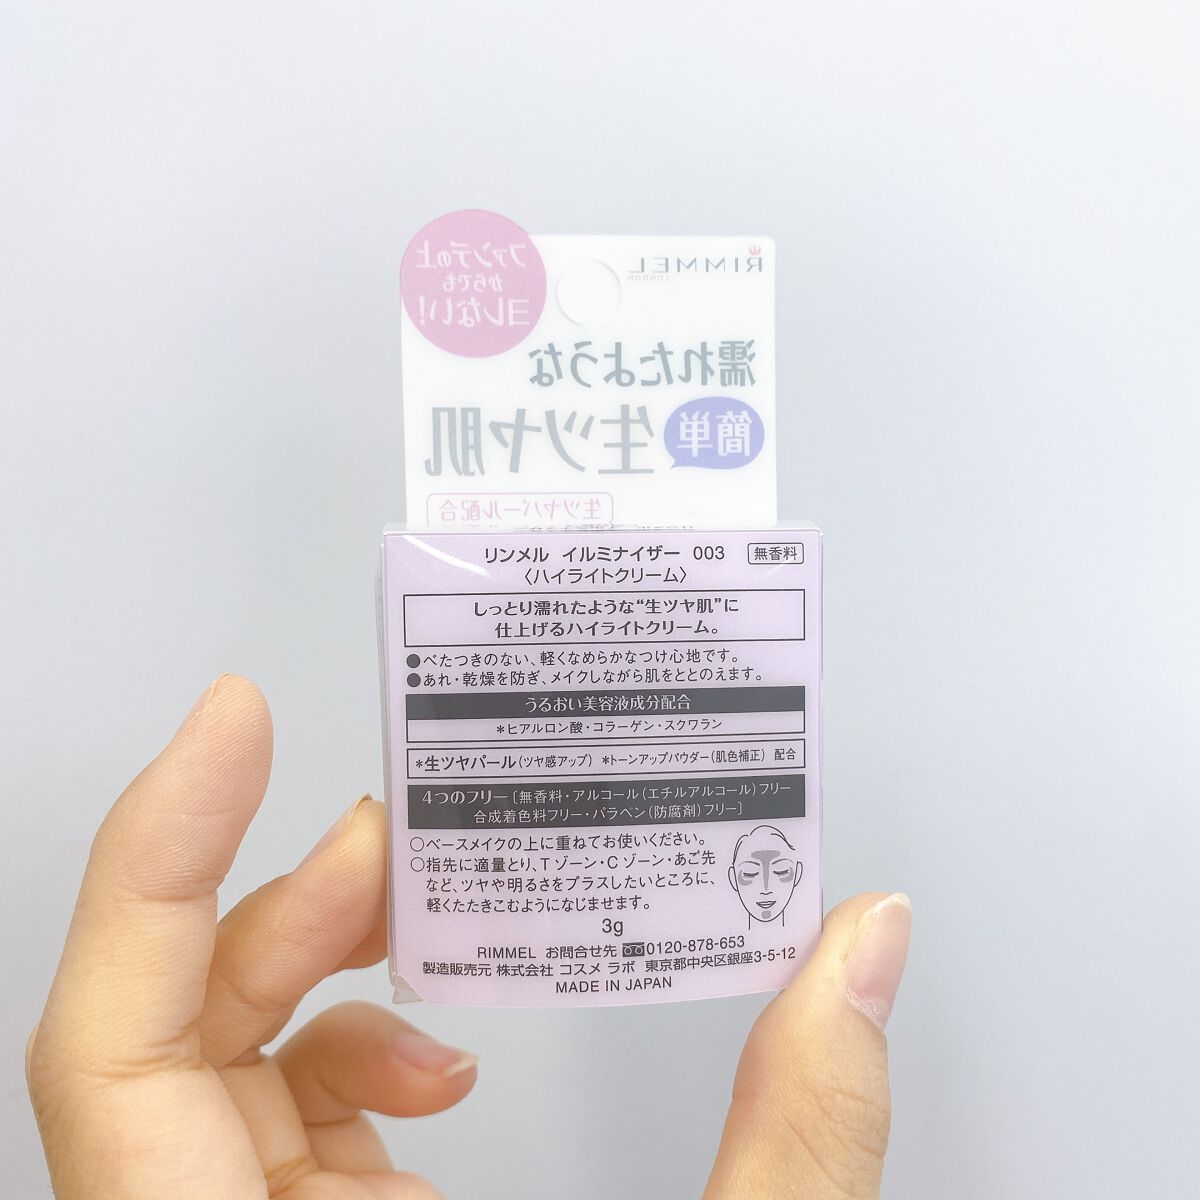 RIMMEL
LONDON
ファンデの上
からでも
ヨレない!
濡れたような
簡単
生ツヤ肌
生ツヤパール配合
リンメル イルミナイザー 003
無香料
〈ハイライトクリーム〉
しっとり濡れたような“生ツヤ肌”に
仕上げるハイライトクリーム。
●べたつきのない、軽くなめらかなつけ心地です。
●あれ・乾燥を防ぎ、メイクしながら肌をととのえます。
うるおい美容液成分配合
*ヒアルロン酸・コラーゲン・スクワラン
*生ツヤパール(ツヤ感アップ) *トーンアップパウダー(肌色補正) 配合
4つのフリー〔無香料・アルコール(エチルアルコール)フリー
合成着色料フリー・パラベン(防腐剤)フリー〕
○ベースメイクの上に重ねてお使いください。
○指先に適量とり、Tゾーン・Cゾーン・あご先
など、ツヤや明るさをプラスしたいところに、
軽くたたきこむようになじませます。
3g
RIMMEL お問合せ先 0120-878-653
製造販売元 株式会社 コスメ ラボ 東京都中央区銀座3-5-12
MADE IN JAPAN